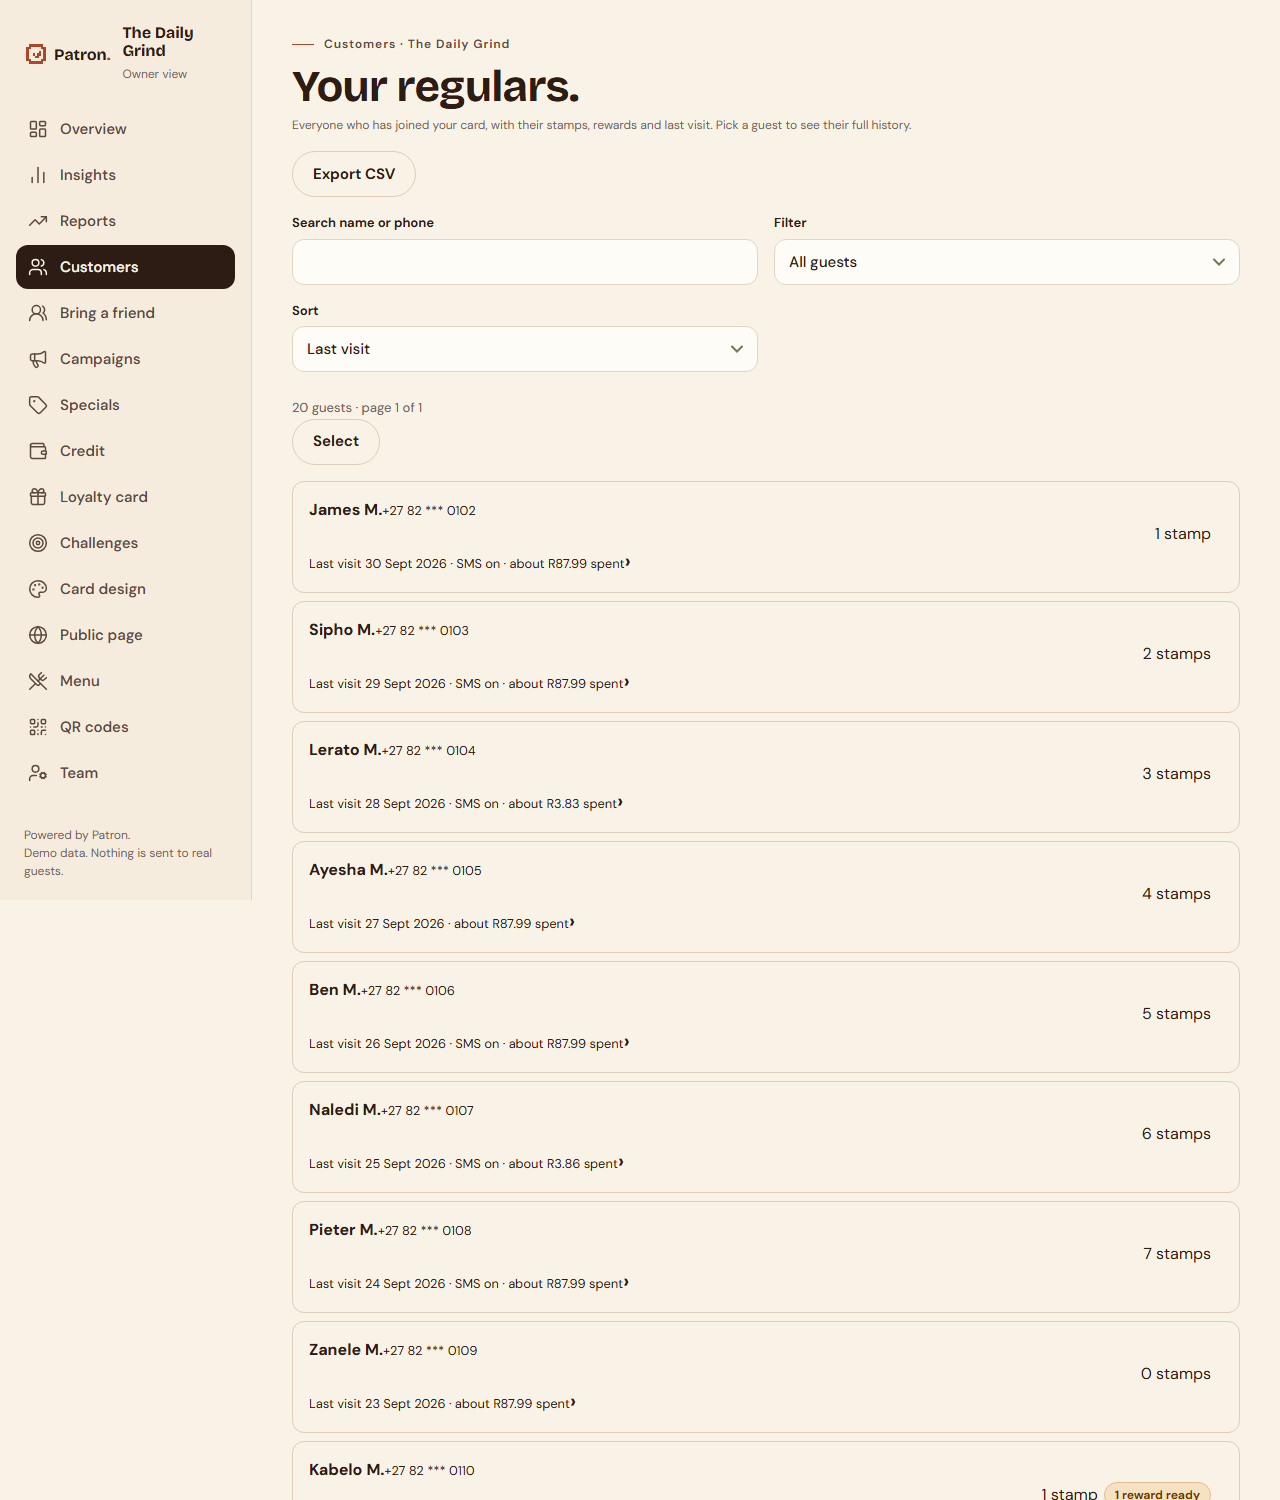 Patron.
The Daily
Grind
Owner view
Overview
Insights
Reports
Customers
Bring a friend
Campaigns
Specials
Credit
Loyalty card
Challenges
Card design
Public page
Menu
QR codes
Team
Powered by Patron.
Demo data. Nothing is sent to real
guests.
Customers · The Daily Grind
Your regulars.
Everyone who has joined your card, with their stamps, rewards and last visit. Pick a guest to see their full history.
Export CSV
Search name or phone
Filter
All guests
Sort
Last visit
20 guests · page 1 of 1
Select
James M.+27 82 *** 0102
1 stamp
Last visit 30 Sept 2026 · SMS on · about R87.99 spent›
Sipho M.+27 82 *** 0103
2 stamps
Last visit 29 Sept 2026 · SMS on · about R87.99 spent›
Lerato M.+27 82 *** 0104
3 stamps
Last visit 28 Sept 2026 · SMS on · about R3.83 spent›
Ayesha M.+27 82 *** 0105
4 stamps
Last visit 27 Sept 2026 · about R87.99 spent›
Ben M.+27 82 *** 0106
5 stamps
Last visit 26 Sept 2026 · SMS on · about R87.99 spent›
Naledi M.+27 82 *** 0107
6 stamps
Last visit 25 Sept 2026 · SMS on · about R3.86 spent›
Pieter M.+27 82 *** 0108
7 stamps
Last visit 24 Sept 2026 · SMS on · about R87.99 spent›
Zanele M.+27 82 *** 0109
0 stamps
Last visit 23 Sept 2026 · about R87.99 spent›
Kabelo M.+27 82 *** 0110
1 stamp
1 reward ready